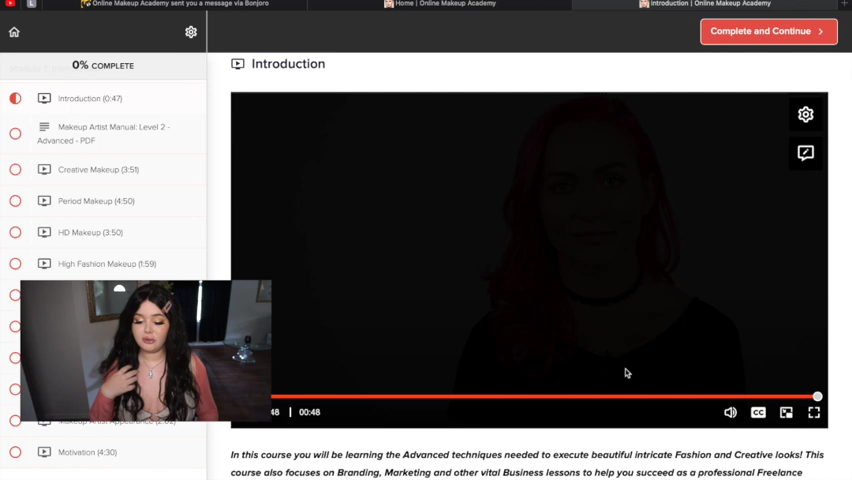 Online Makeup Academy sent you a message via Bonjoro
Home | Online Makeup Academy
Introduction | Online Makeup Academy
Complete and Continue
0% COMPLETE
Introduction (0:47)
Makeup Artist Manual: Level 2 -
Advanced - PDF
Creative Makeup (3:51)
Period Makeup (4:50)
HD Makeup (3:50)
High Fashion Makeup (1:59)
Motivation (4:30)
Introduction
:48 | 00:48
CC
In this course you will be learning the Advanced techniques needed to execute beautiful intricate Fashion and Creative looks! This
course also focuses on Branding, Marketing and other vital Business lessons to help you succeed as a professional Freelance